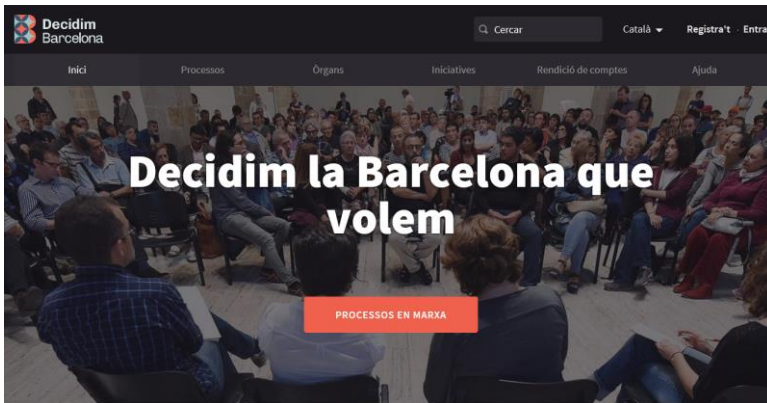 Decidim
Barcelona
Cercar
Català
Registra't · Entra
Inici
Processos
Òrgans
Iniciatives
Rendició de comptes
Ajuda
Decidim la Barcelona que
volem
PROCESSOS EN MARXA